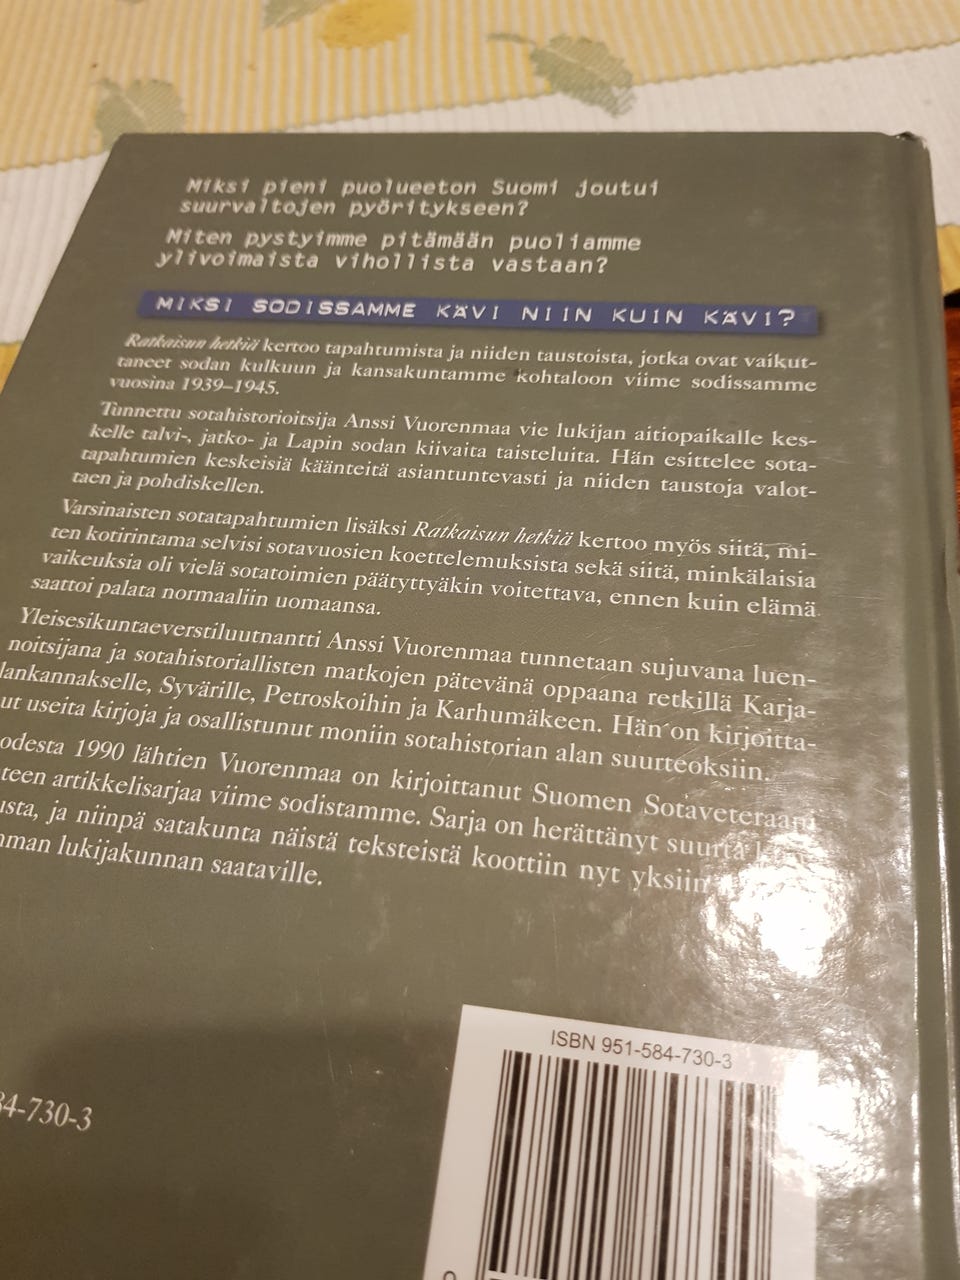 Miksi pieni puolueeton Suomi joutui
suurvaltojen pyöritykseen?
Miten pystyimme pitämään puoliamme
ylivoimaista vihollista vastaan?
MIKSI SODISSAMME KÄVI NIIN KUIN KÄVI?
Ratkaisun hetkiä kertoo tapahtumista ja niiden taustoista, jotka ovat vaikut-
taneet sodan kulkuun ja kansakuntamme kohtaloon viime sodissamme
vuosina 1939–1945.
Tunnettu sotahistorioitsija Anssi Vuorenmaa vie lukijan aitiopaikalle kes-
kelle talvi-, jatko- ja Lapin sodan kiivaita taisteluita. Hän esittelee sota-
tapahtumien keskeisiä käänteitä asiantuntevasti ja niiden taustoja valot-
taen ja pohdiskellen.
Varsinaisten sotatapahtumien lisäksi Ratkaisun hetkiä kertoo myös siitä, mi-
ten kotirintama selvisi sotavuosien koettelemuksista sekä siitä, minkälaisia
vaikeuksia oli vielä sotatoimien päätyttyäkin voitettava, ennen kuin elämä
saattoi palata normaaliin uomaansa.
Yleisesikuntaeverstiluutnantti Anssi Vuorenmaa tunnetaan sujuvana luen-
noitsijana ja sotahistoriallisten matkojen pätevänä oppaana retkillä Karja-
lankannakselle, Syvärille, Petroskoihin ja Karhumäkeen. Hän on kirjoitta-
ut useita kirjoja ja osallistunut moniin sotahistorian alan suurteoksiin.
odesta 1990 lähtien Vuorenmaa on kirjoittanut Suomen Sotaveteraani
teen artikkelisarjaa viime sodistamme. Sarja on herättänyt suurta
usta, ja niinpä satakunta näistä teksteistä koottiin nyt yksiin
mman lukijakunnan saataville.
ISBN 951-584-730-3
84-730-3